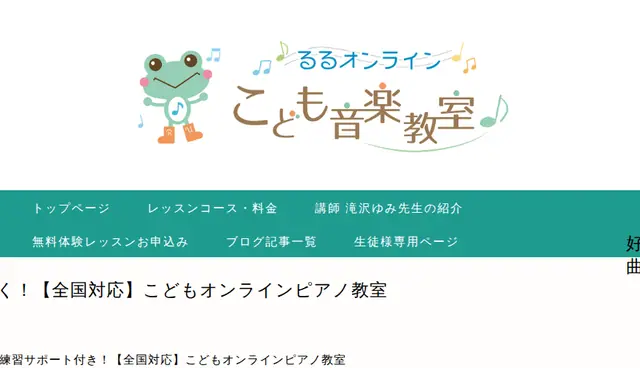 るるオンライン
こども音楽教室
トップページ
レッスンコース・料金
講師 滝沢ゆみ先生の紹介
無料体験レッスンお申込み
ブログ記事一覧
生徒様専用ページ
好
曲
く！【全国対応】こどもオンラインピアノ教室
練習サポート付き！【全国対応】こどもオンラインピアノ教室